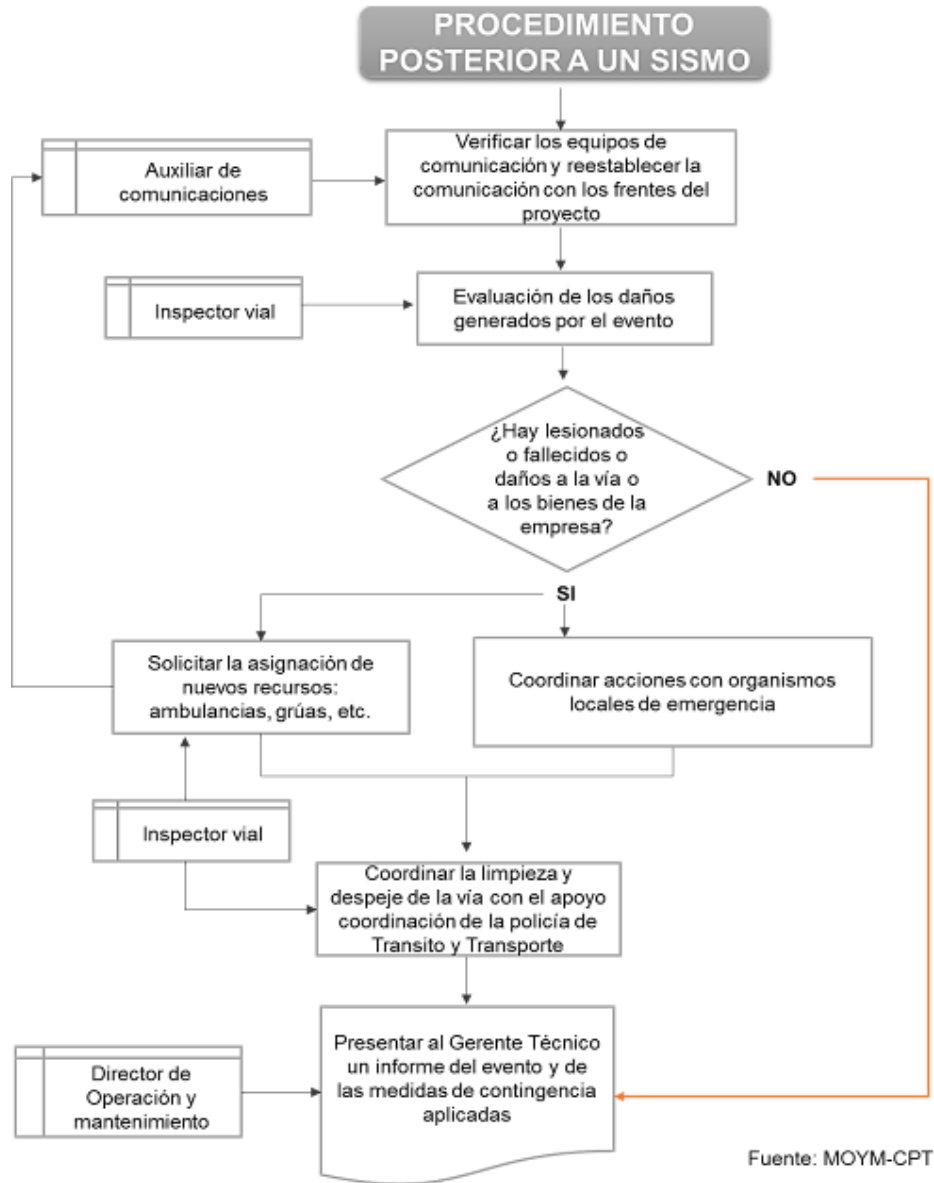 PROCEDIMIENTO
POSTERIOR A UN SISMO
Auxiliar de
comunicaciones
Verificar los equipos de
comunicación y reestablecer la
comunicación con los frentes del
proyecto
Inspector vial
Evaluación de los daños
generados por el evento
¿Hay lesionados
o fallecidos o
daños a la vía o
a los bienes de la
empresa?
NO
SI
Solicitar la asignación de
nuevos recursos:
ambulancias, grúas, etc.
Coordinar acciones con organismos
locales de emergencia
Inspector vial
Coordinar la limpieza y
despeje de la vía con el apoyo
coordinación de la policía de
Transito y Transporte
Director de
Operación y
mantenimiento
Presentar al Gerente Técnico
un informe del evento y de
las medidas de contingencia
aplicadas
Fuente: MOYM-CPT